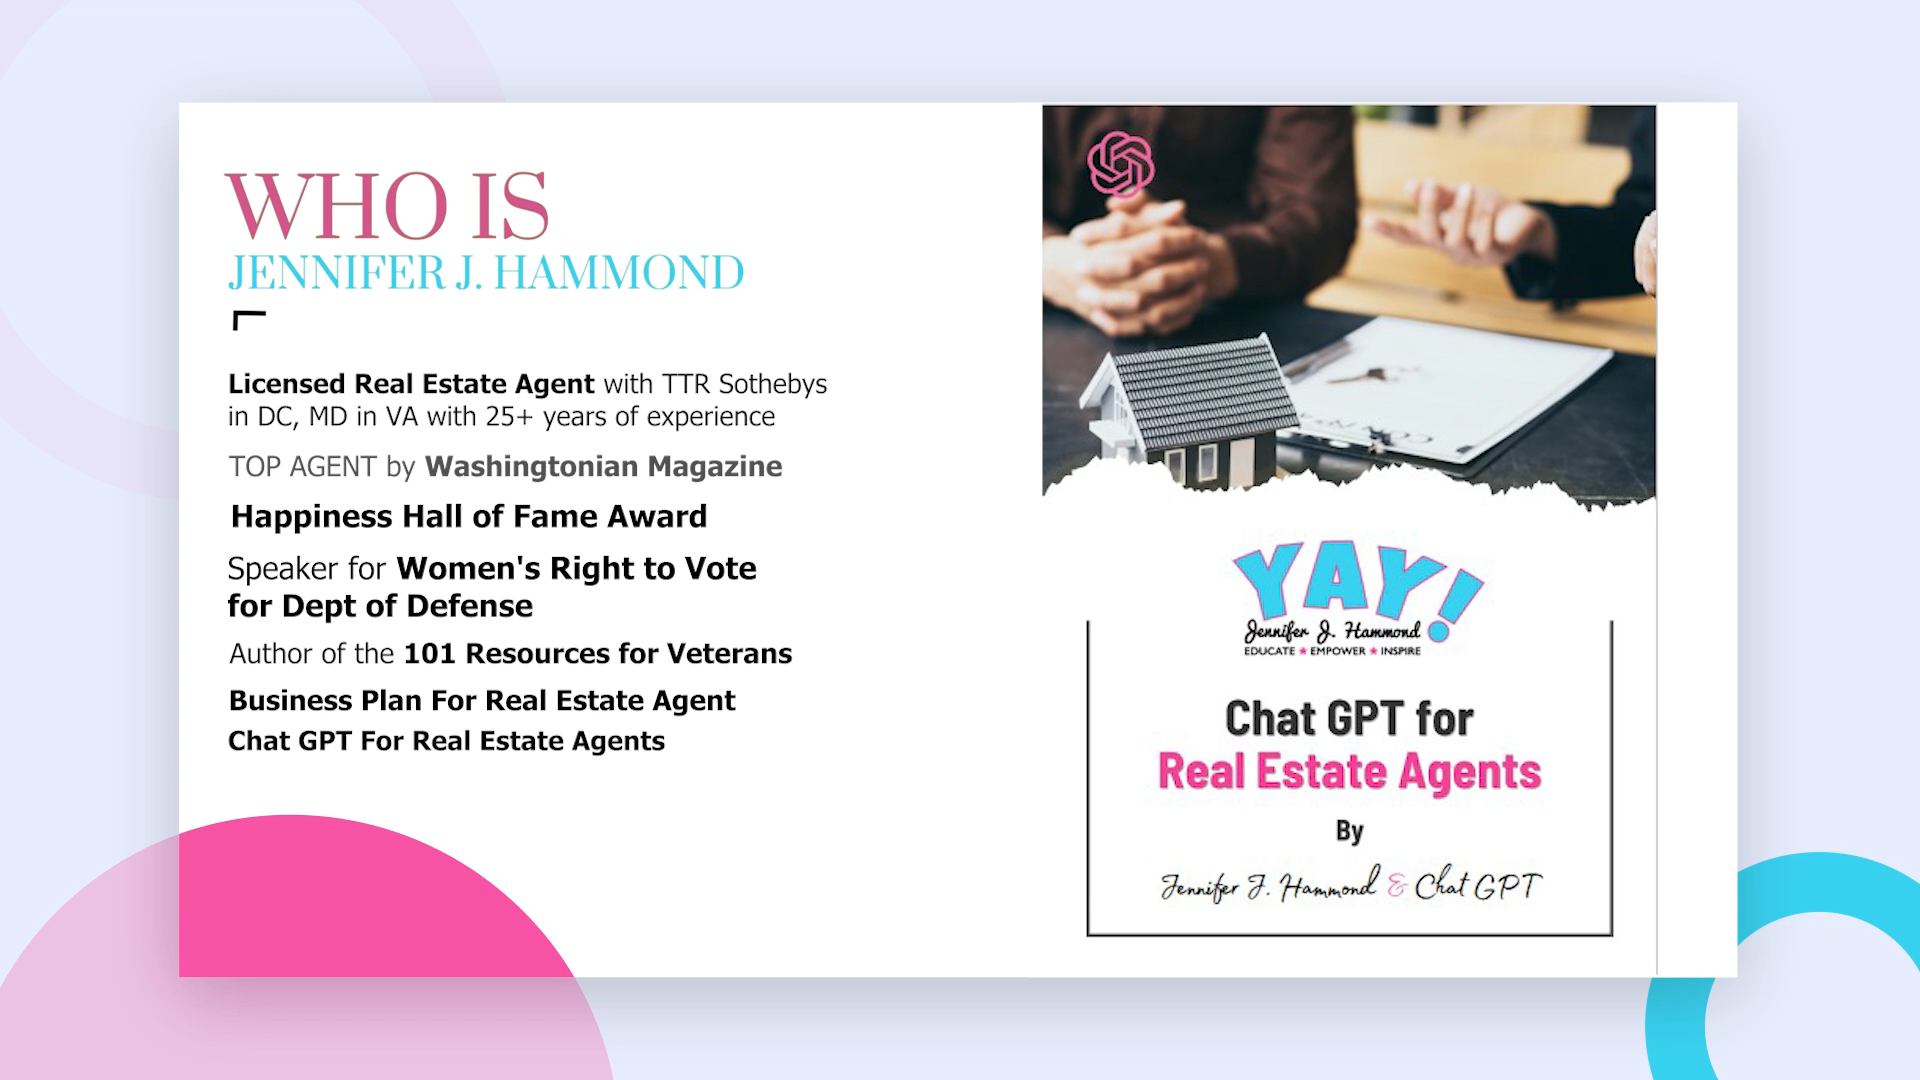 WHO IS
JENNIFER J. HAMMOND
Licensed Real Estate Agent with TTR Sothebys
in DC, MD in VA with 25+ years of experience
TOP AGENT by Washingtonian Magazine
Happiness Hall of Fame Award
Speaker for Women's Right to Vote
for Dept of Defense
Author of the 101 Resources for Veterans
Business Plan For Real Estate Agent
Chat GPT For Real Estate Agents
YAY!
Jennifer J. Hammond
EDUCATE ★ EMPOWER ★ INSPIRE
Chat GPT for
Real Estate Agents
By
Jennifer J. Hammond & Chat GPT